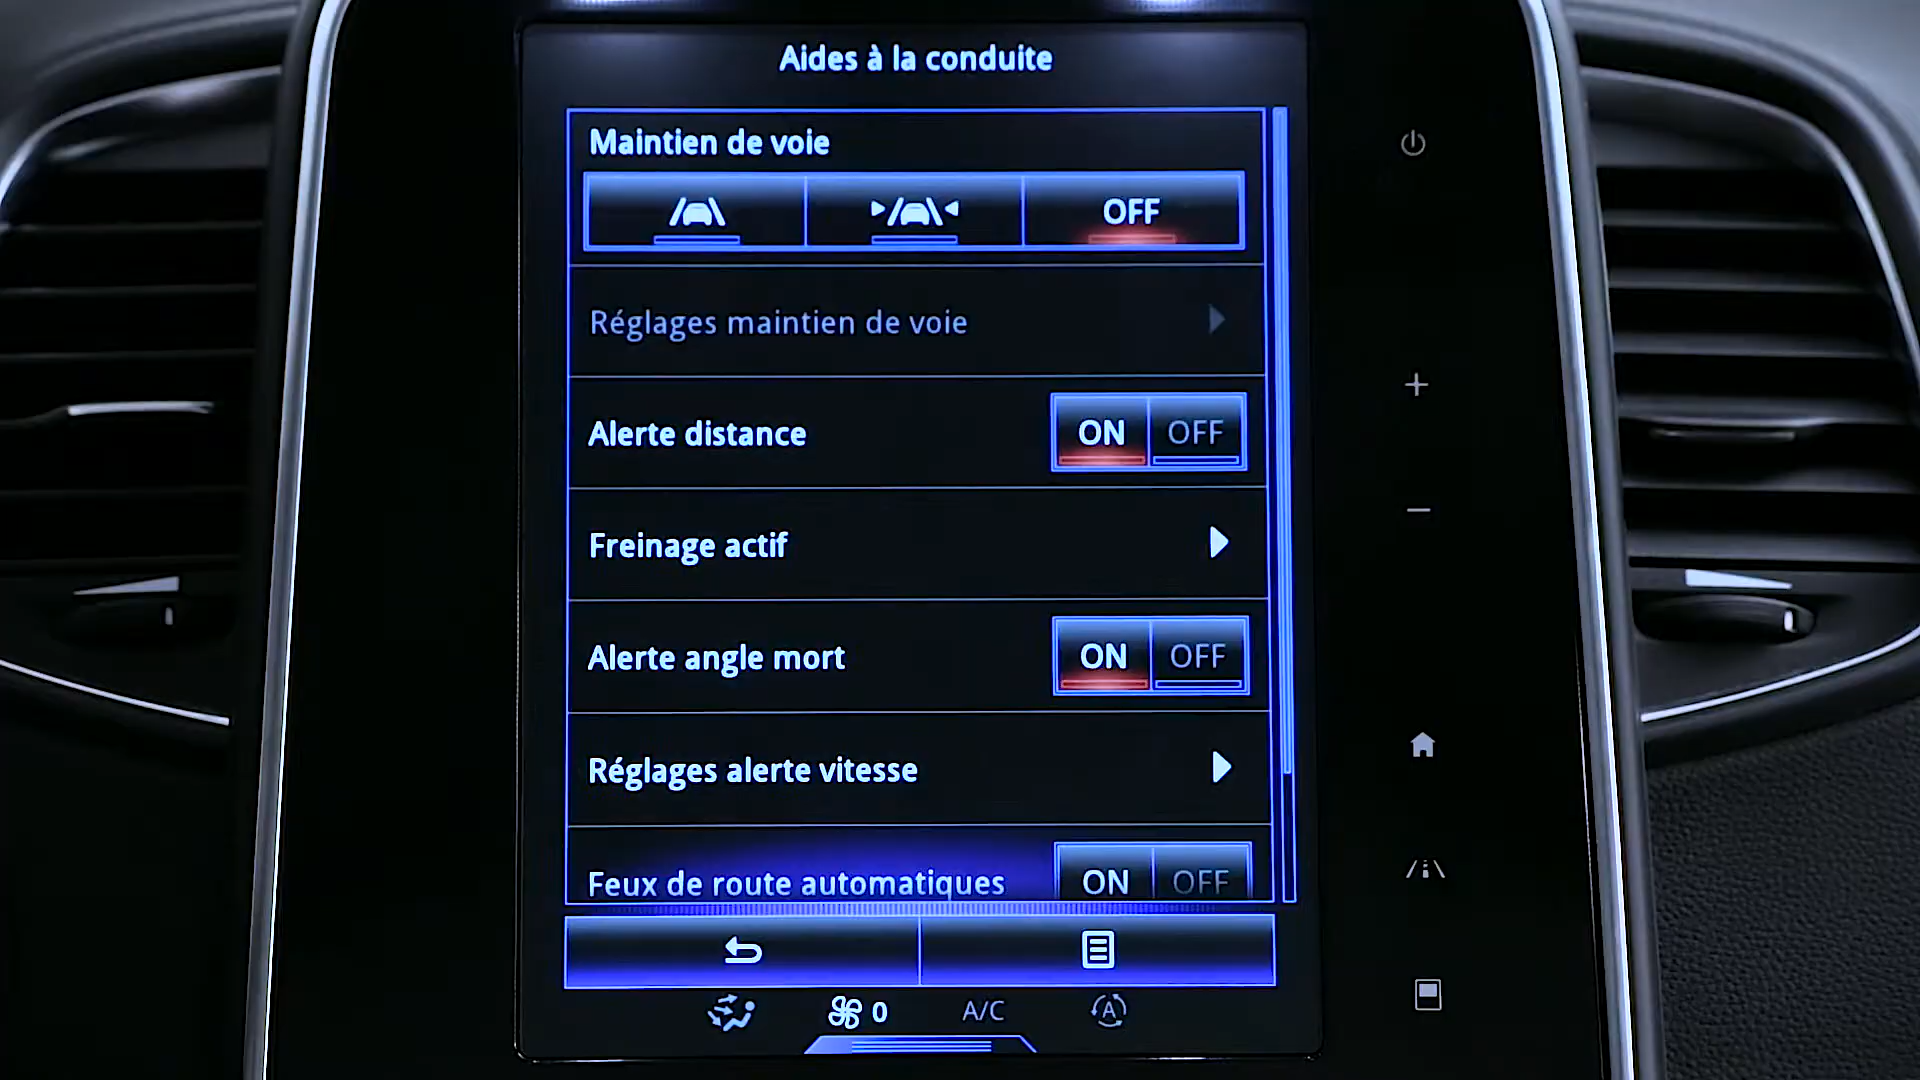 Aides à la conduite
Maintien de voie
OFF
Réglages maintien de voie
Alerte distance ON OFF
Freinage actif
Alerte angle mort ON OFF
Réglages alerte vitesse
Feux de route automatiques ON OFF
0 A/C A